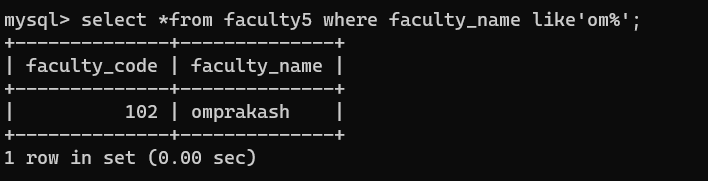 mysql> select *from faculty5 where faculty_name like'om%';
+--------------+--------------+
| faculty_code | faculty_name |
+--------------+--------------+
|          102 | omprakash    |
+--------------+--------------+
1 row in set (0.00 sec)